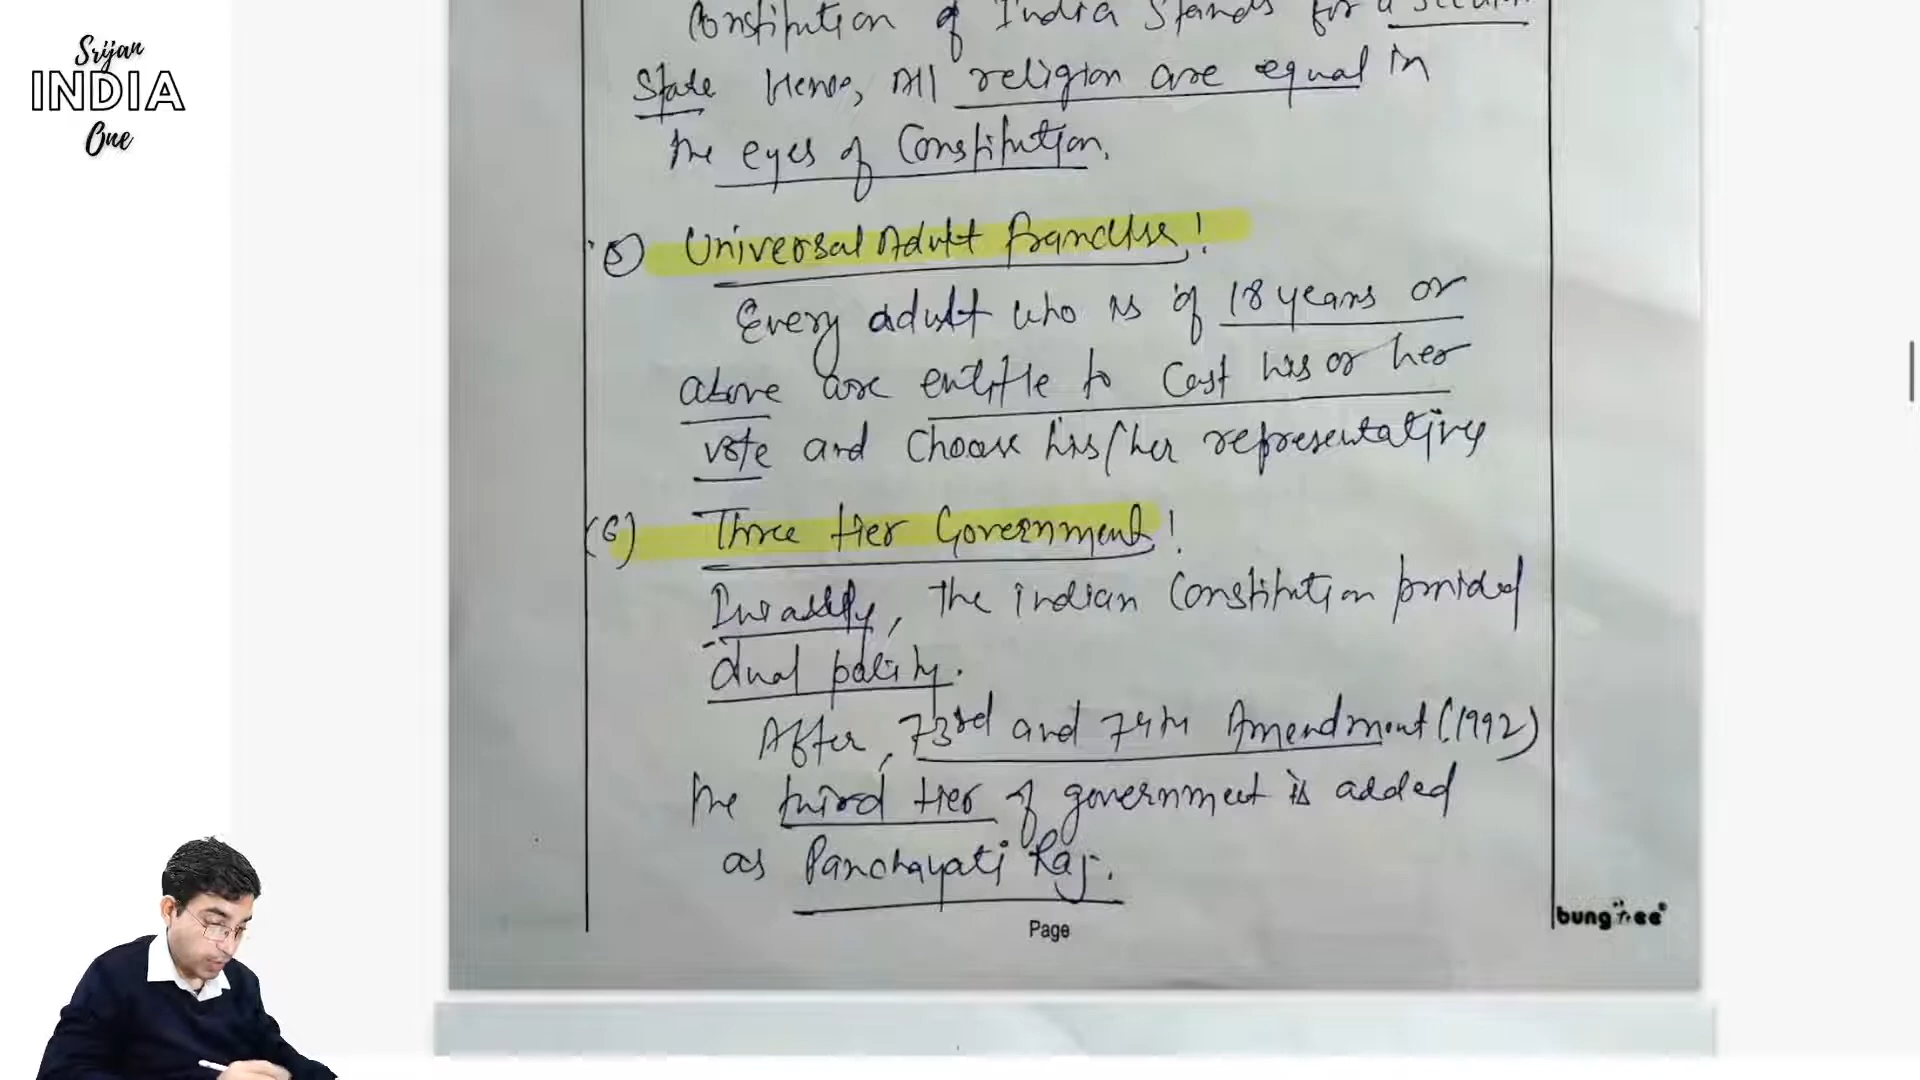 Srijan
INDIA
One
Constitution of India Stands for a secular
State Hence, All religion are equal in
the eyes of Constitution.
(5) Universal Adult franchise!
Every adult who is of 18 years or
above are entitle to cast his or her
vote and choose his/her representatives
(6) Three tier Government!
the indian Constitution provided
dual polity.
After, 73rd and 74th Amendment (1992)
the third tier of government is added
as Panchayati Raj.
Page